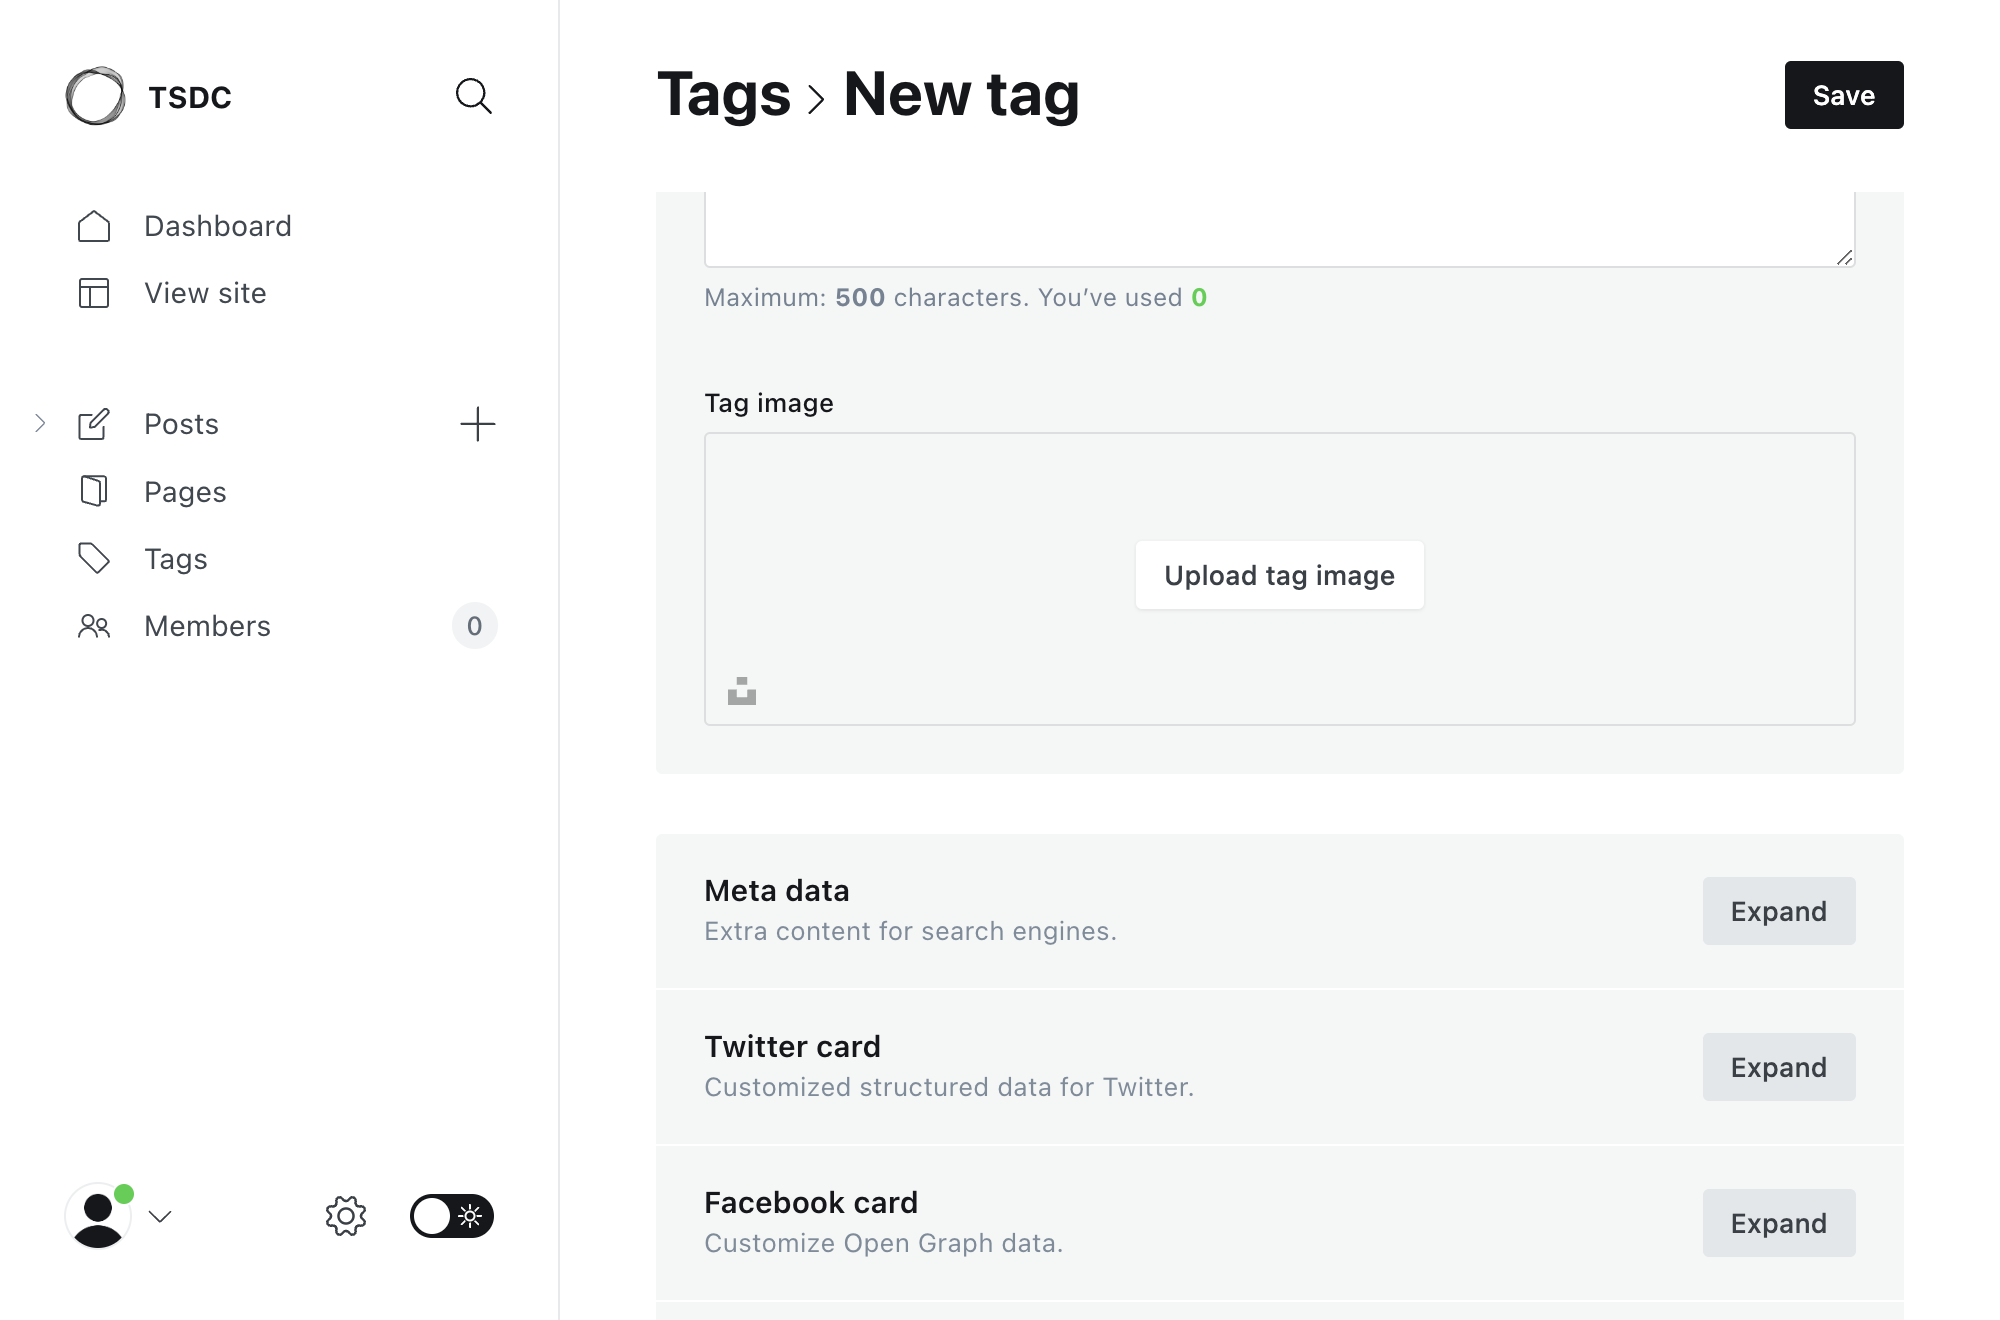 TSDC
Dashboard
View site
Posts
Pages
Tags
Members 0
Tags > New tag
Save
Maximum: 500 characters. You’ve used 0
Tag image
Upload tag image
Meta data
Extra content for search engines.
Expand
Twitter card
Customized structured data for Twitter.
Expand
Facebook card
Customize Open Graph data.
Expand